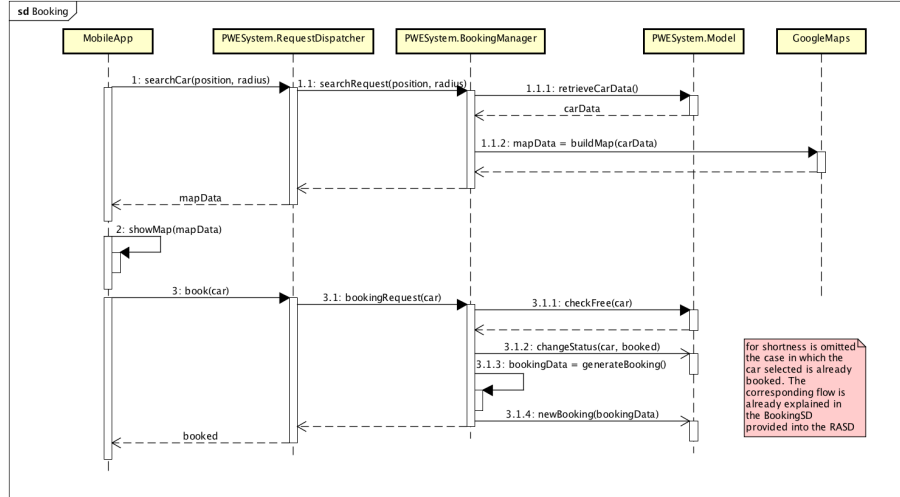 sd Booking
MobileApp
PWESystem.RequestDispatcher
PWESystem.BookingManager
PWESystem.Model
GoogleMaps
1: searchCar(position, radius)
1.1: searchRequest(position, radius)
1.1.1: retrieveCarData()
carData
1.1.2: mapData = buildMap(carData)
mapData
2: showMap(mapData)
3: book(car)
3.1: bookingRequest(car)
3.1.1: checkFree(car)
3.1.2: changeStatus(car, booked)
3.1.3: bookingData = generateBooking()
3.1.4: newBooking(bookingData)
booked
for shortness is omitted
the case in which the
car selected is already
booked. The
corresponding flow is
already explained in
the BookingSD
provided into the RASD